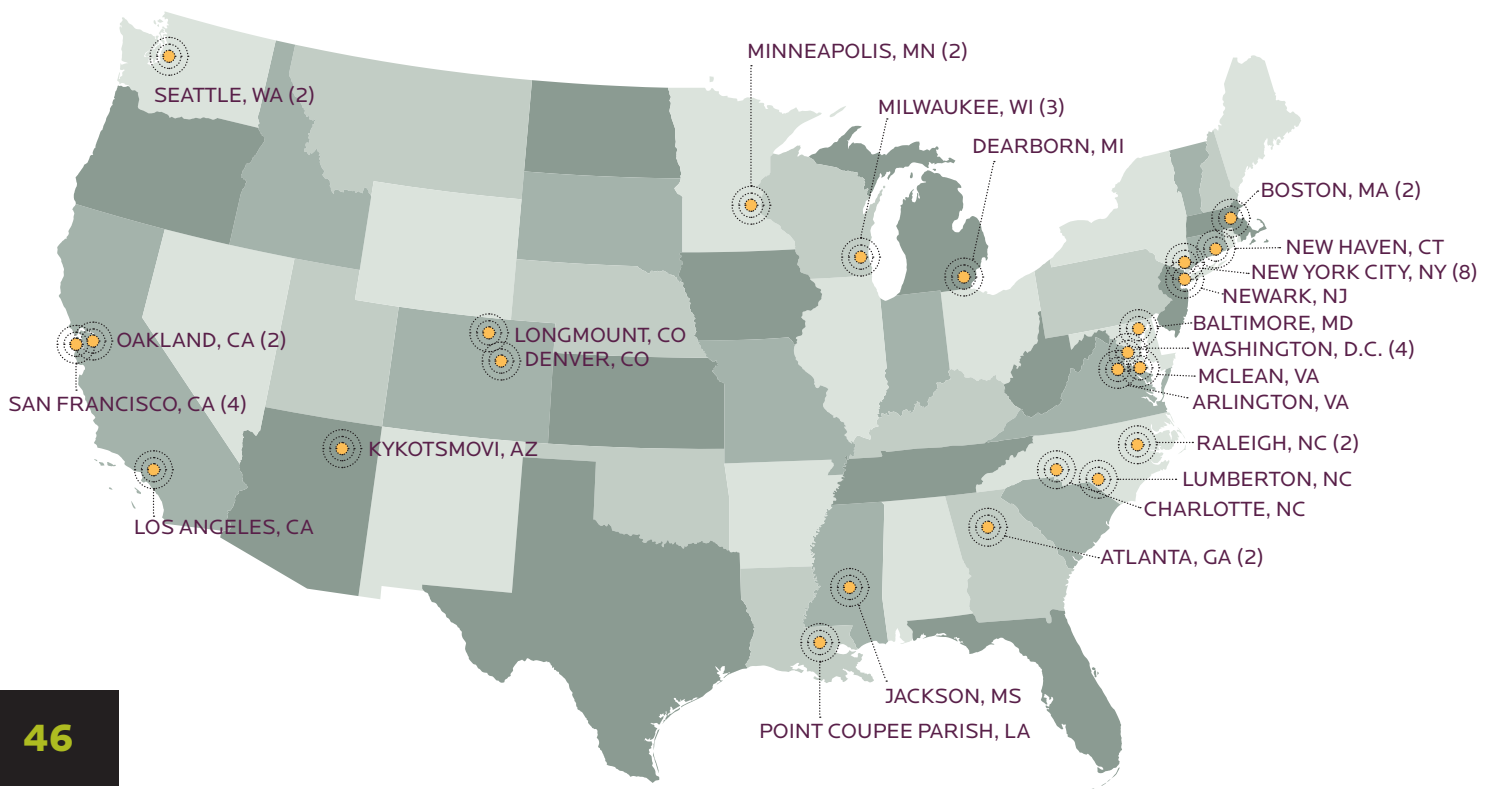 MINNEAPOLIS, MN (2)
SEATTLE, WA (2)
MILWAUKEE, WI (3)
DEARBORN, MI
BOSTON, MA (2)
NEW HAVEN, CT
NEW YORK CITY, NY (8)
NEWARK, NJ
BALTIMORE, MD
WASHINGTON, D.C. (4)
MCLEAN, VA
ARLINGTON, VA
OAKLAND, CA (2)
LONGMOUNT, CO
DENVER, CO
SAN FRANCISCO, CA (4)
KYKOTSMOVI, AZ
RALEIGH, NC (2)
LUMBERTON, NC
CHARLOTTE, NC
LOS ANGELES, CA
ATLANTA, GA (2)
JACKSON, MS
POINT COUPEE PARISH, LA
46